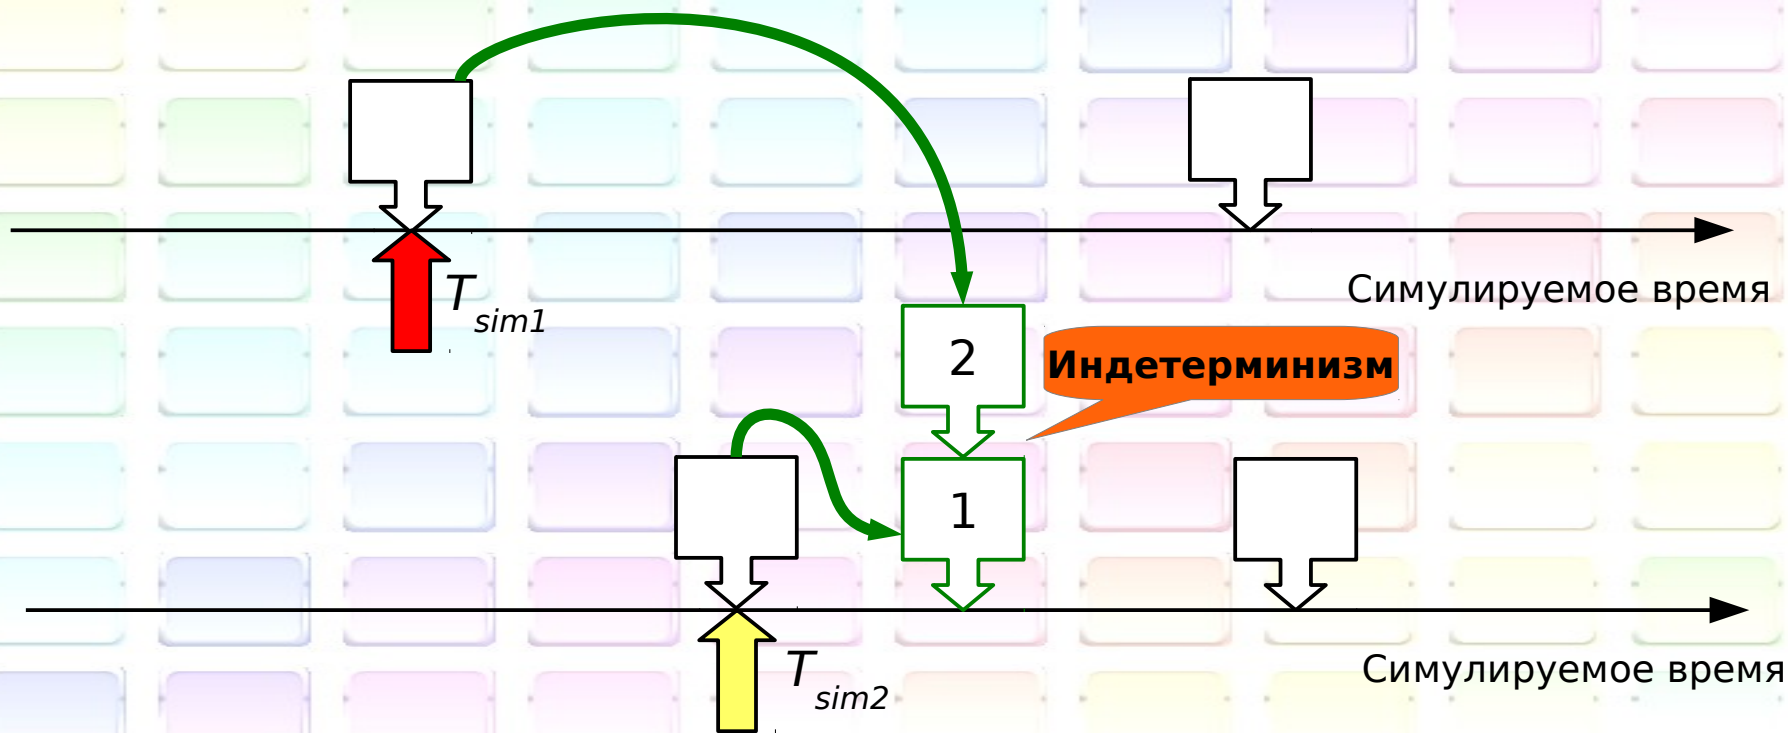 T sim1
Симулируемое время
2
Индетерминизм
1
T sim2
Симулируемое время